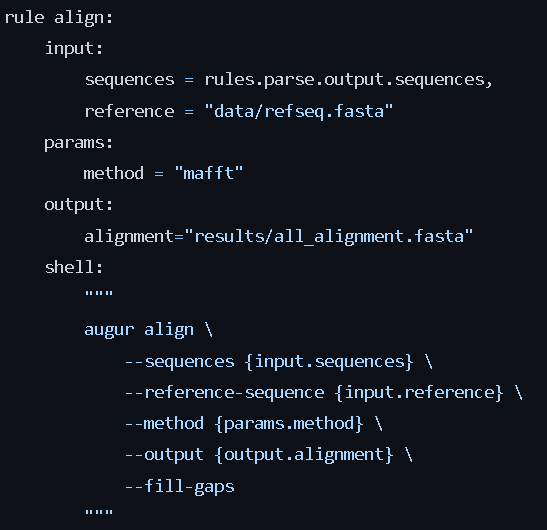 rule align:
    input:
        sequences = rules.parse.output.sequences,
        reference = "data/refseq.fasta"
    params:
        method = "mafft"
    output:
        alignment="results/all_alignment.fasta"
    shell:
        """
        augur align \
            --sequences {input.sequences} \
            --reference-sequence {input.reference} \
            --method {params.method} \
            --output {output.alignment} \
            --fill-gaps
        """